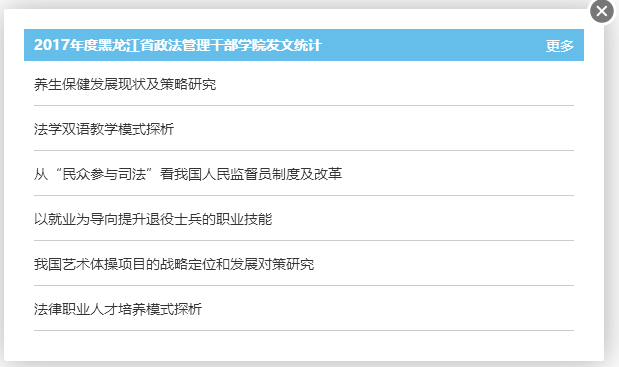 2017年度黑龙江省政法管理干部学院发文统计 更多
养生保健发展现状及策略研究
法学双语教学模式探析
从“民众参与司法”看我国人民监督员制度及改革
以就业为导向提升退役士兵的职业技能
我国艺术体操项目的战略定位和发展对策研究
法律职业人才培养模式探析